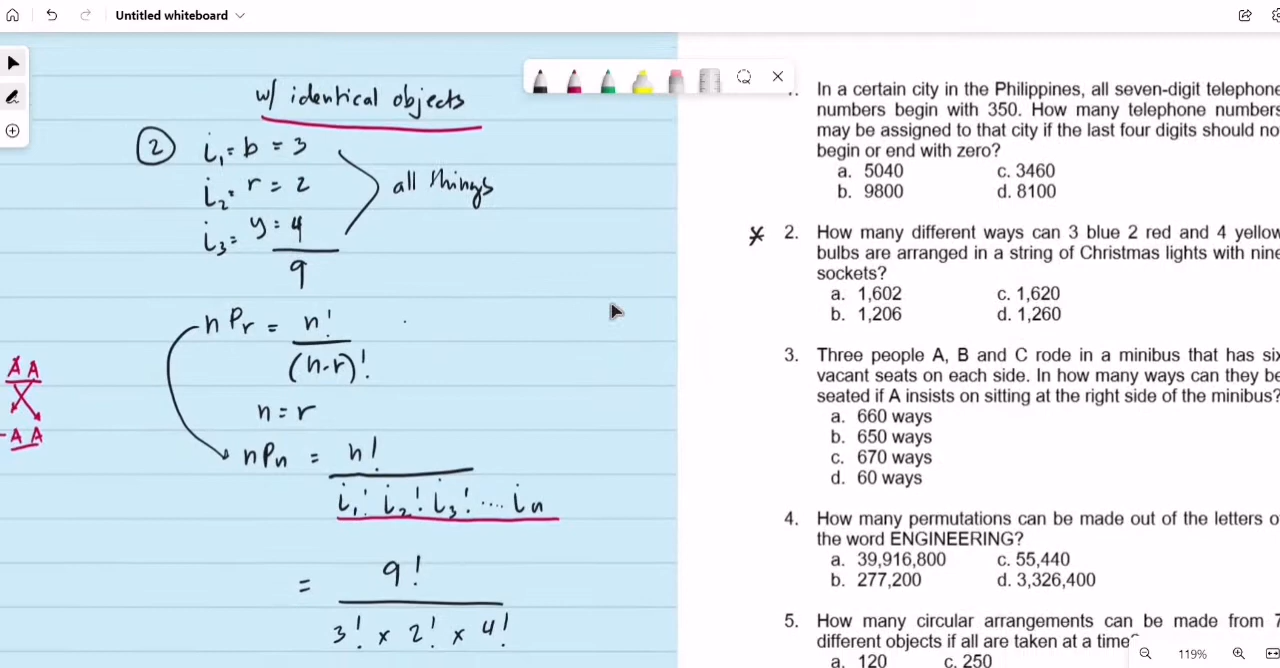 Untitled whiteboard
w/ identical objects
② i₁ = b = 3
i₂ = r = 2
i₃ = y = 4
all things
9
nPr = n!
(n-r)!
n = r
nPn = n!
i₁! i₂! i₃! .... in
= 9!
3! x 2! x 4!
A A
A A
In a certain city in the Philippines, all seven-digit telephone
numbers begin with 350. How many telephone numbers
may be assigned to that city if the last four digits should no
begin or end with zero?
a. 5040 c. 3460
b. 9800 d. 8100
* 2. How many different ways can 3 blue 2 red and 4 yellow
bulbs are arranged in a string of Christmas lights with nine
sockets?
a. 1,602 c. 1,620
b. 1,206 d. 1,260
3. Three people A, B and C rode in a minibus that has six
vacant seats on each side. In how many ways can they be
seated if A insists on sitting at the right side of the minibus?
a. 660 ways
b. 650 ways
c. 670 ways
d. 60 ways
4. How many permutations can be made out of the letters o
the word ENGINEERING?
a. 39,916,800 c. 55,440
b. 277,200 d. 3,326,400
5. How many circular arrangements can be made from 7
different objects if all are taken at a time
a. 120 c. 250
119%